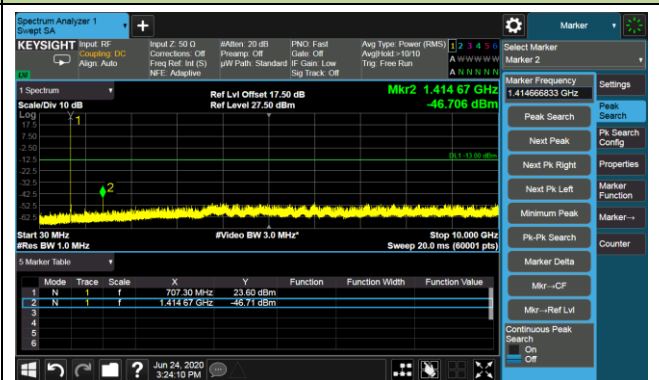 Spectrum Analyzer 1
Swept SA
+
Marker
KEYSIGHT
Input: RF
Coupling: DC
Align: Auto
Input Z: 50 Ω
Corrections: Off
Freq Ref: Int (S)
NFE: Adaptive
#Atten: 20 dB
Preamp: Off
µW Path: Standard
PNO: Fast
Gate: Off
IF Gain: Low
Sig Track: Off
Avg Type: Power (RMS)
Avg|Hold:>10/10
Trig: Free Run
1 2 3 4 5 6
A W W W W W
A N N N N N
LXI
1 Spectrum
Scale/Div 10 dB
Ref Lvl Offset 17.50 dB
Ref Level 27.50 dBm
Mkr2 1.414 67 GHz
-46.706 dBm
Log
17.5
7.50
-2.50
-12.5
-22.5
-32.5
-42.5
-52.5
-62.5
1
2
DL1 -13.00 dBm
Start 30 MHz
#Res BW 1.0 MHz
#Video BW 3.0 MHz*
Stop 10.000 GHz
Sweep 20.0 ms (60001 pts)
5 Marker Table
Mode Trace Scale X Y Function Function Width Function Value
1 N 1 f 707.30 MHz 23.60 dBm
2 N 1 f 1.414 67 GHz -46.71 dBm
3
4
5
6
Select Marker
Marker 2
Marker Frequency
1.414666833 GHz
Peak Search
Next Peak
Next Pk Right
Next Pk Left
Minimum Peak
Pk-Pk Search
Marker Delta
Mkr→CF
Mkr→Ref Lvl
Continuous Peak
Search
On
Off
Settings
Peak
Search
Pk Search
Config
Properties
Marker
Function
Marker→
Counter
?
Jun 24, 2020
3:24:10 PM